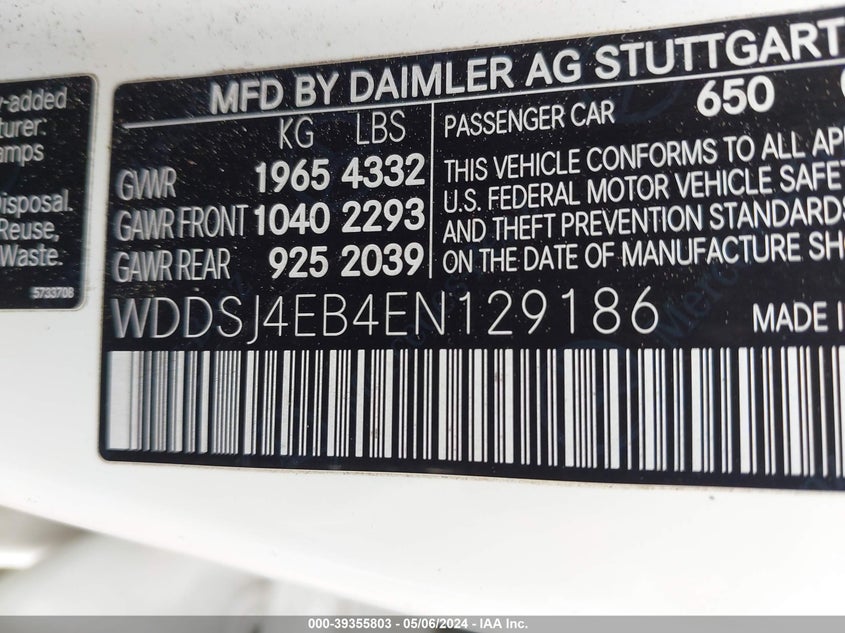 -added
turer:
amps
Disposal.
Reuse,
Waste.
5733708
MFD BY DAIMLER AG STUTTGART
KG LBS
GVWR 1965 4332
GAWR FRONT 1040 2293
GAWR REAR 925 2039
PASSENGER CAR 650
THIS VEHICLE CONFORMS TO ALL AP
U.S. FEDERAL MOTOR VEHICLE SAFE
AND THEFT PREVENTION STANDARDS
ON THE DATE OF MANUFACTURE SHO
WDDSJ4EB4EN129186
MADE I
000-39355803 - 05/06/2024 - IAA Inc.